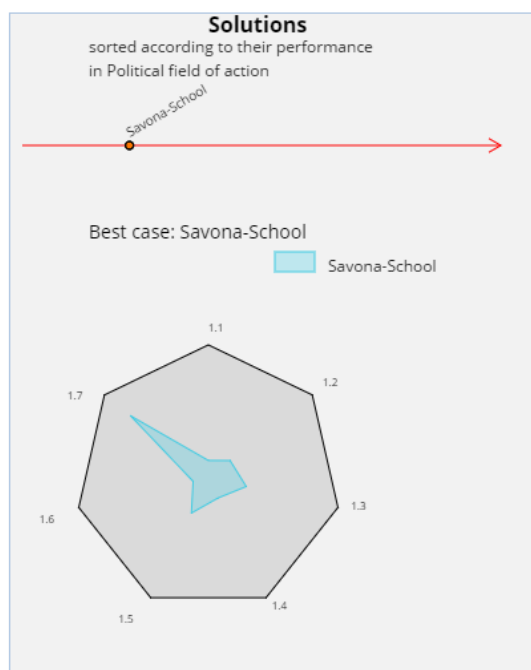 Solutions
sorted according to their performance
in Political field of action
Savona-School
Best case: Savona-School
Savona-School
1.1
1.2
1.7
1.3
1.6
1.4
1.5